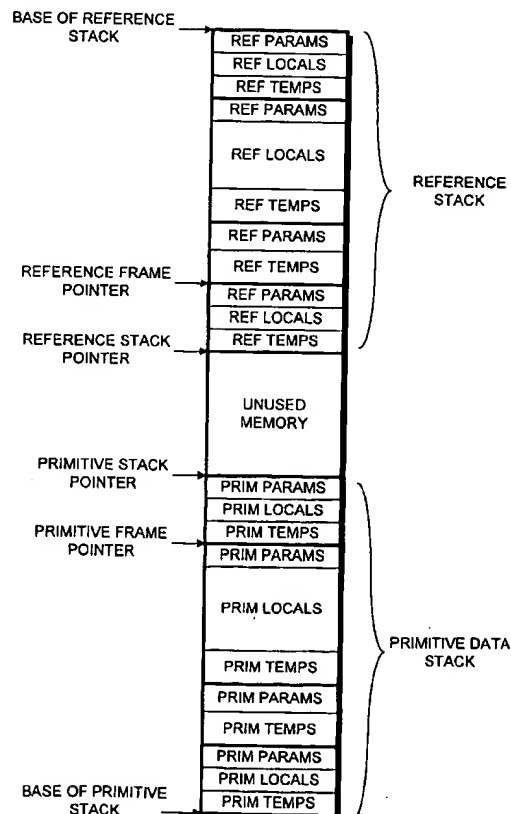 BASE OF REFERENCE
STACK
REF PARAMS
REF LOCALS
REF TEMPS
REF PARAMS
REF LOCALS
REF TEMPS
REF PARAMS
REF TEMPS
REFERENCE
STACK
REFERENCE FRAME
POINTER
REF PARAMS
REF LOCALS
REF TEMPS
REFERENCE STACK
POINTER
UNUSED
MEMORY
PRIMITIVE STACK
POINTER
PRIM PARAMS
PRIM LOCALS
PRIM TEMPS
PRIMITIVE FRAME
POINTER
PRIM PARAMS
PRIM LOCALS
PRIM TEMPS
PRIM PARAMS
PRIM TEMPS
PRIM PARAMS
PRIM LOCALS
PRIM TEMPS
PRIMITIVE DATA
STACK
BASE OF PRIMITIVE
STACK